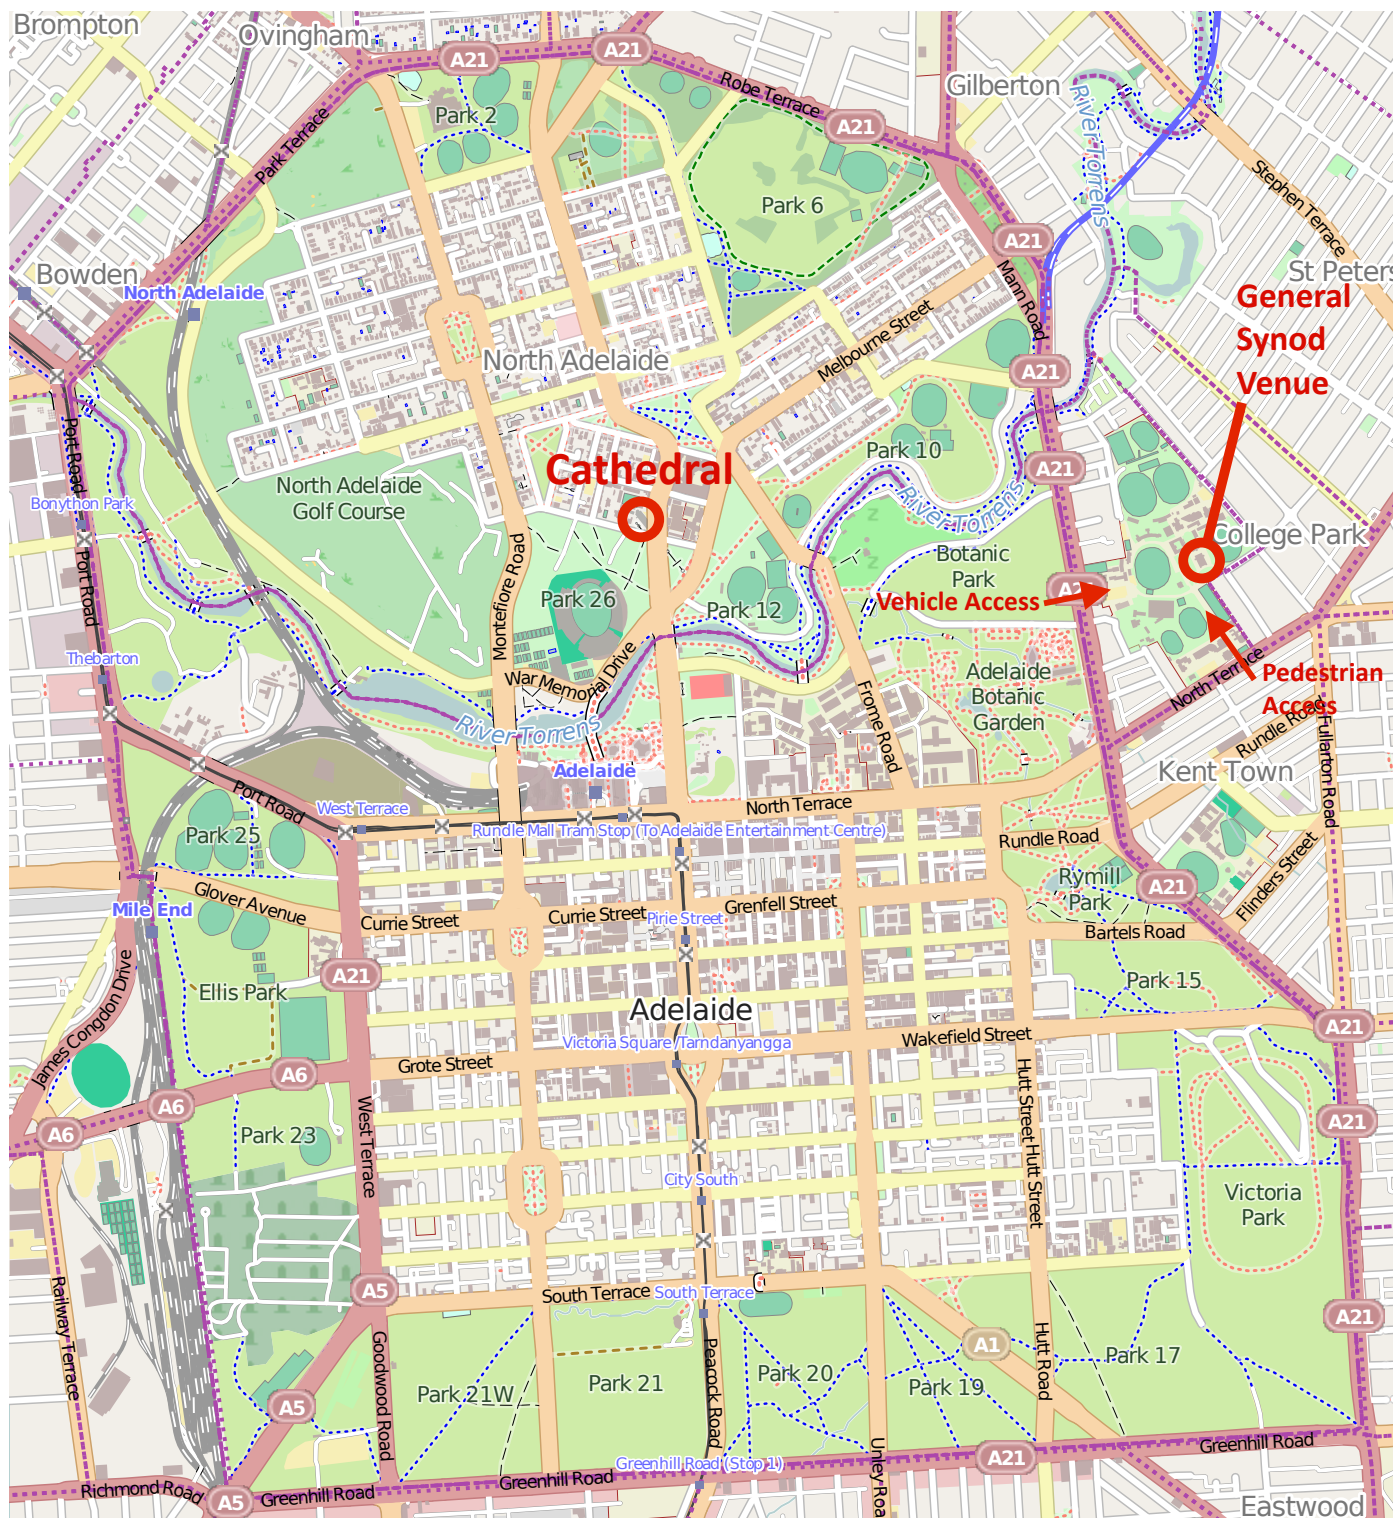 Brompton
Ovingham
A21
A21
Robe Terrace
Gilberton
A21
Park 2
Park Terrace
River Torrens
Stephen Terrace
Park 6
A21
St Peters
Bowden
North Adelaide
Mann Road
General
Synod
Venue
Melbourne Street
North Adelaide
A21
Port Road
Park 10
A21
Cathedral
North Adelaide
Golf Course
Bonython Park
River Torrens
College Park
Port Road
Montefiore Road
Botanic
Park
Park 26
Vehicle Access
Park 12
Thebarton
War Memorial Drive
Adelaide
Botanic
Garden
North Terrace
Pedestrian
Access
Frome Road
River Torrens
Rundle Road
Fullarton Road
Adelaide
Kent Town
Port Road
West Terrace
North Terrace
Rundle Mall Tram Stop (To Adelaide Entertainment Centre)
Park 25
Rundle Road
Rymill
Park
A21
Flinders Street
Glover Avenue
Mile End
Currie Street
Currie Street
Pirie Street
Grenfell Street
Bartels Road
James Congdon Drive
A21
Ellis Park
Park 15
Adelaide
A21
Victoria Square/Tarndanyangga
Wakefield Street
Grote Street
A6
A6
A6
West Terrace
Park 23
Hutt Street
Hutt Street
A21
City South
Victoria
Park
Railway Terrace
A5
South Terrace
South Terrace
A21
Goodwood Road
Peacock Road
A1
Hutt Road
Park 17
Park 21W
Park 21
Park 20
Park 19
A5
Unley Roa
Greenhill Road
A21
Greenhill Road (Stop 1)
Greenhill Road
Richmond Road
A5
Greenhill Road
Eastwood